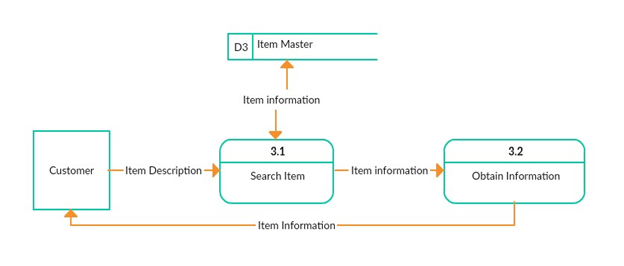 D3 Item Master
Item information
3.1
3.2
Customer
Item Description
Search Item
Item information
Obtain Information
Item Information